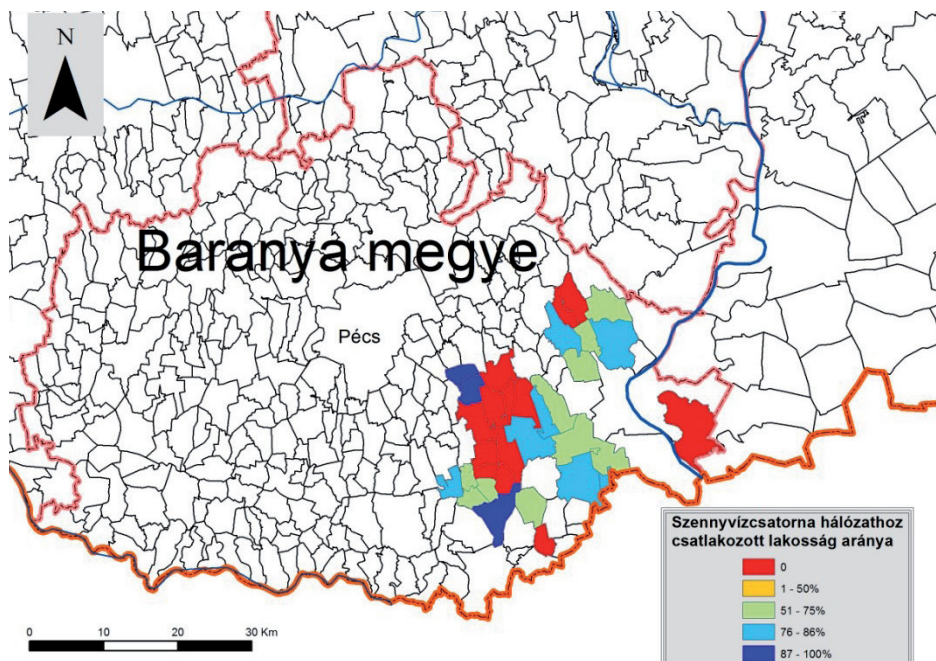 N
Baranya megye
Pécs
Szennyvízcsatorna hálózathoz
csatlakozott lakosság aránya
0
1 - 50%
51 - 75%
76 - 86%
87 - 100%
0 10 20 30 Km